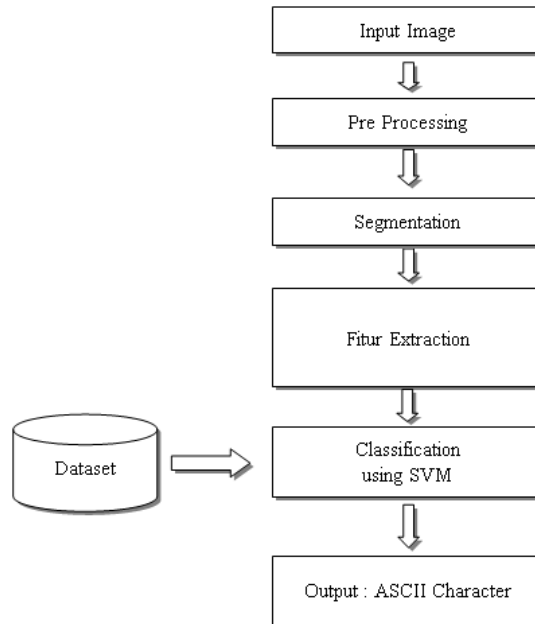 Input Image
Pre Processing
Segmentation
Fitur Extraction
Dataset
Classification
using SVM
Output : ASCII Character